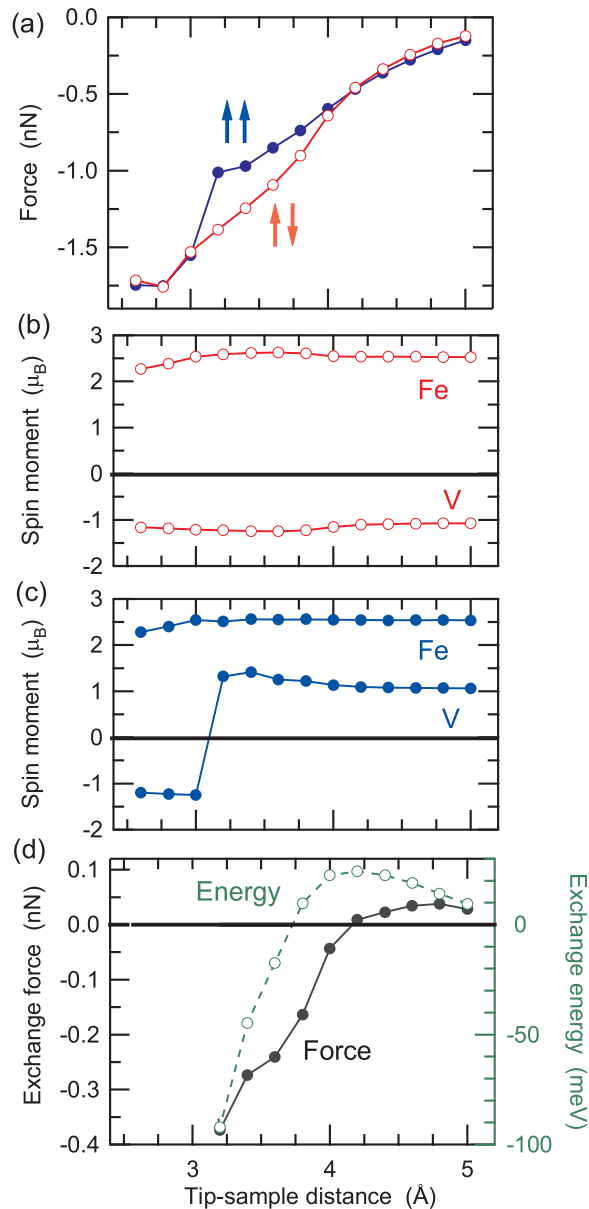 (a)
0.0
-0.5
-1.0
-1.5
Force (nN)
(b)
3
2
1
0
-1
-2
Spin moment (μB)
Fe
V
(c)
3
2
1
0
-1
-2
Spin moment (μB)
Fe
V
(d)
0.1
0.0
-0.1
-0.2
-0.3
-0.4
Exchange force (nN)
Energy
Force
0
-50
-100
Exchange energy (meV)
3
4
5
Tip-sample distance (Å)